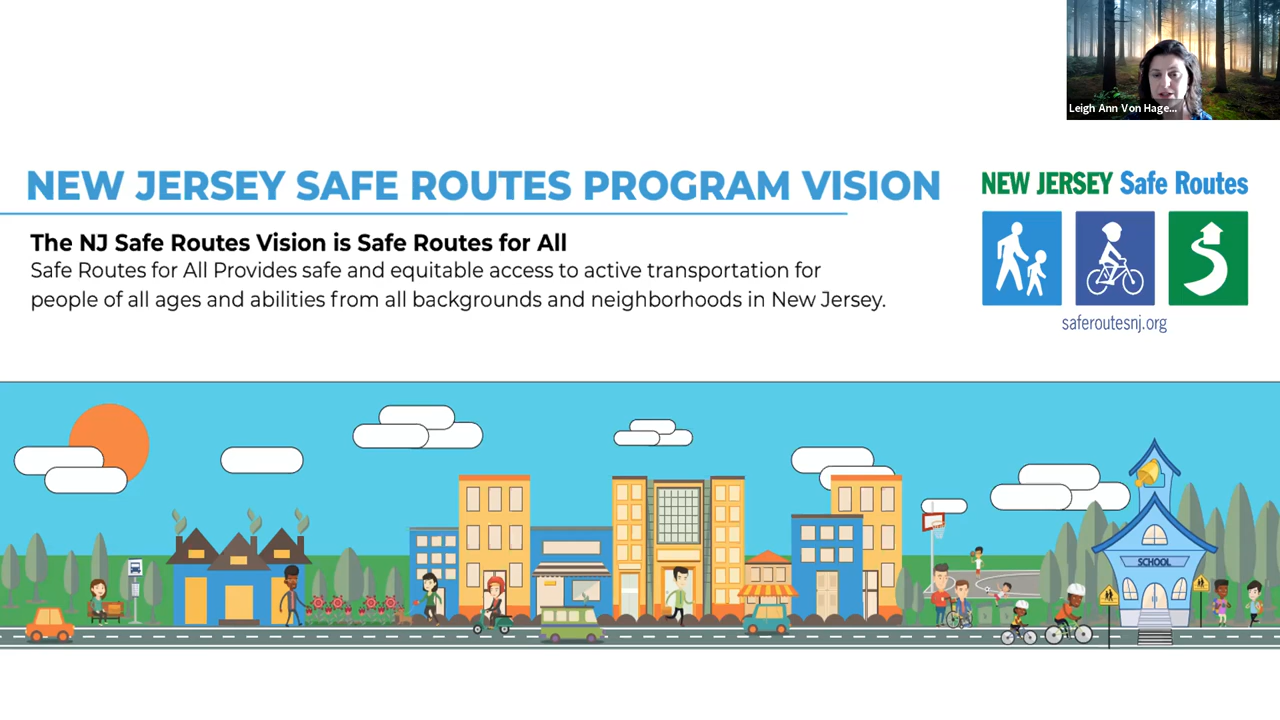 Leigh Ann Von Hage...
NEW JERSEY SAFE ROUTES PROGRAM VISION
The NJ Safe Routes Vision is Safe Routes for All
Safe Routes for All Provides safe and equitable access to active transportation for
people of all ages and abilities from all backgrounds and neighborhoods in New Jersey.
NEW JERSEY Safe Routes
saferoutesnj.org
SCHOOL